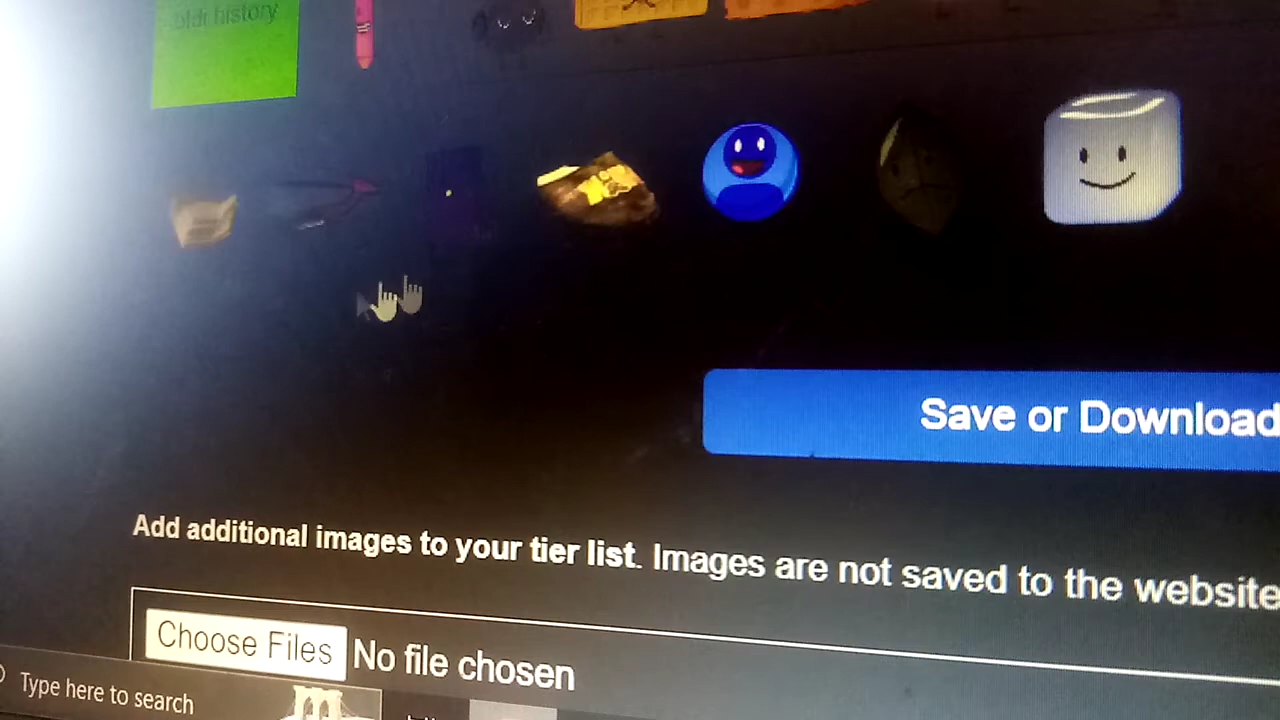 history
Save or Download
Add additional images to your tier list. Images are not saved to the website
Choose Files No file chosen
Type here to search